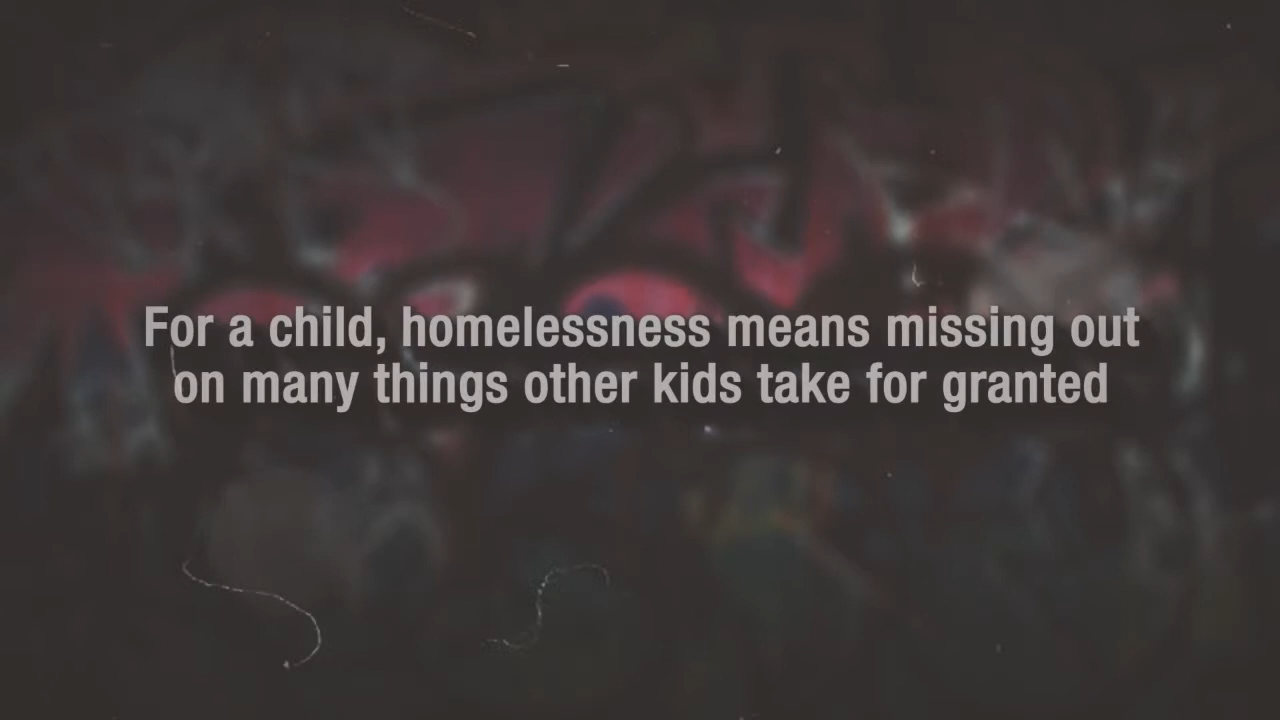 For a child, homelessness means missing out
on many things other kids take for granted